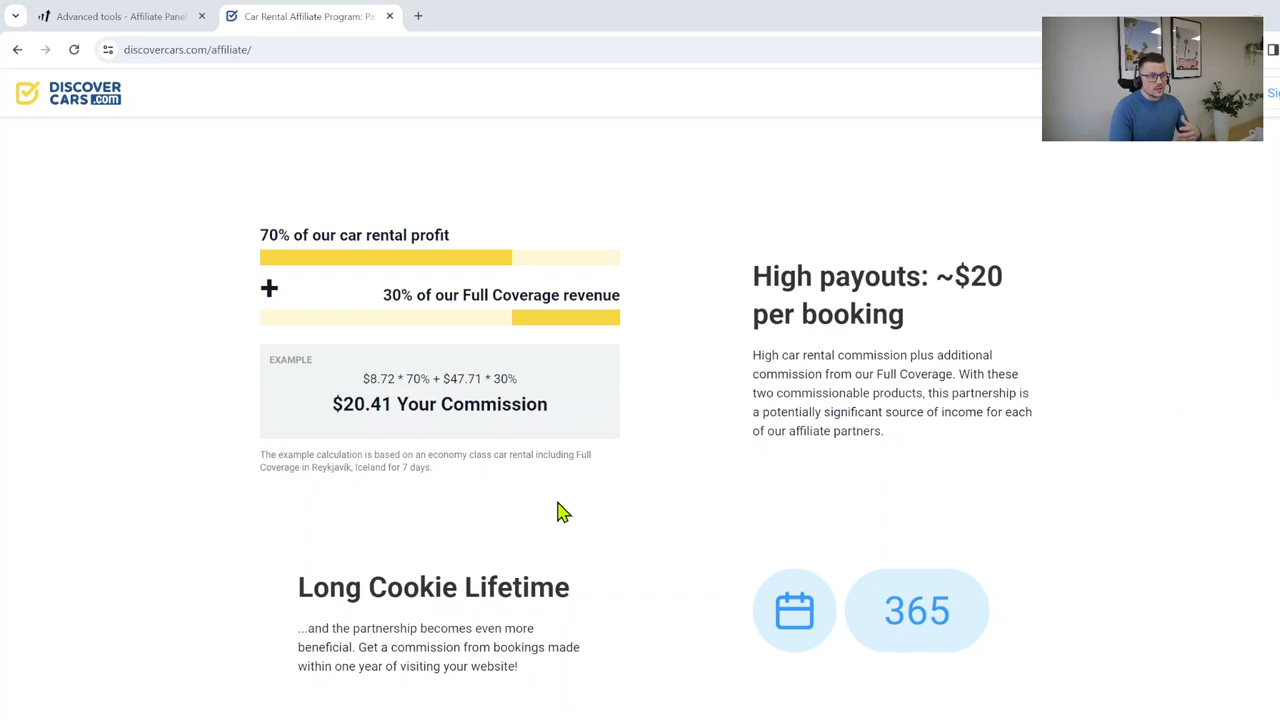 Advanced tools - Affiliate Panel
Car Rental Affiliate Program: Pa
discovercars.com/affiliate/
DISCOVER
CARS.com
70% of our car rental profit
+
30% of our Full Coverage revenue
EXAMPLE
$8.72 * 70% + $47.71 * 30%
$20.41 Your Commission
The example calculation is based on an economy class car rental including Full
Coverage in Reykjavík, Iceland for 7 days.
High payouts: ~$20
per booking
High car rental commission plus additional
commission from our Full Coverage. With these
two commissionable products, this partnership is
a potentially significant source of income for each
of our affiliate partners.
Long Cookie Lifetime
...and the partnership becomes even more
beneficial. Get a commission from bookings made
within one year of visiting your website!
365